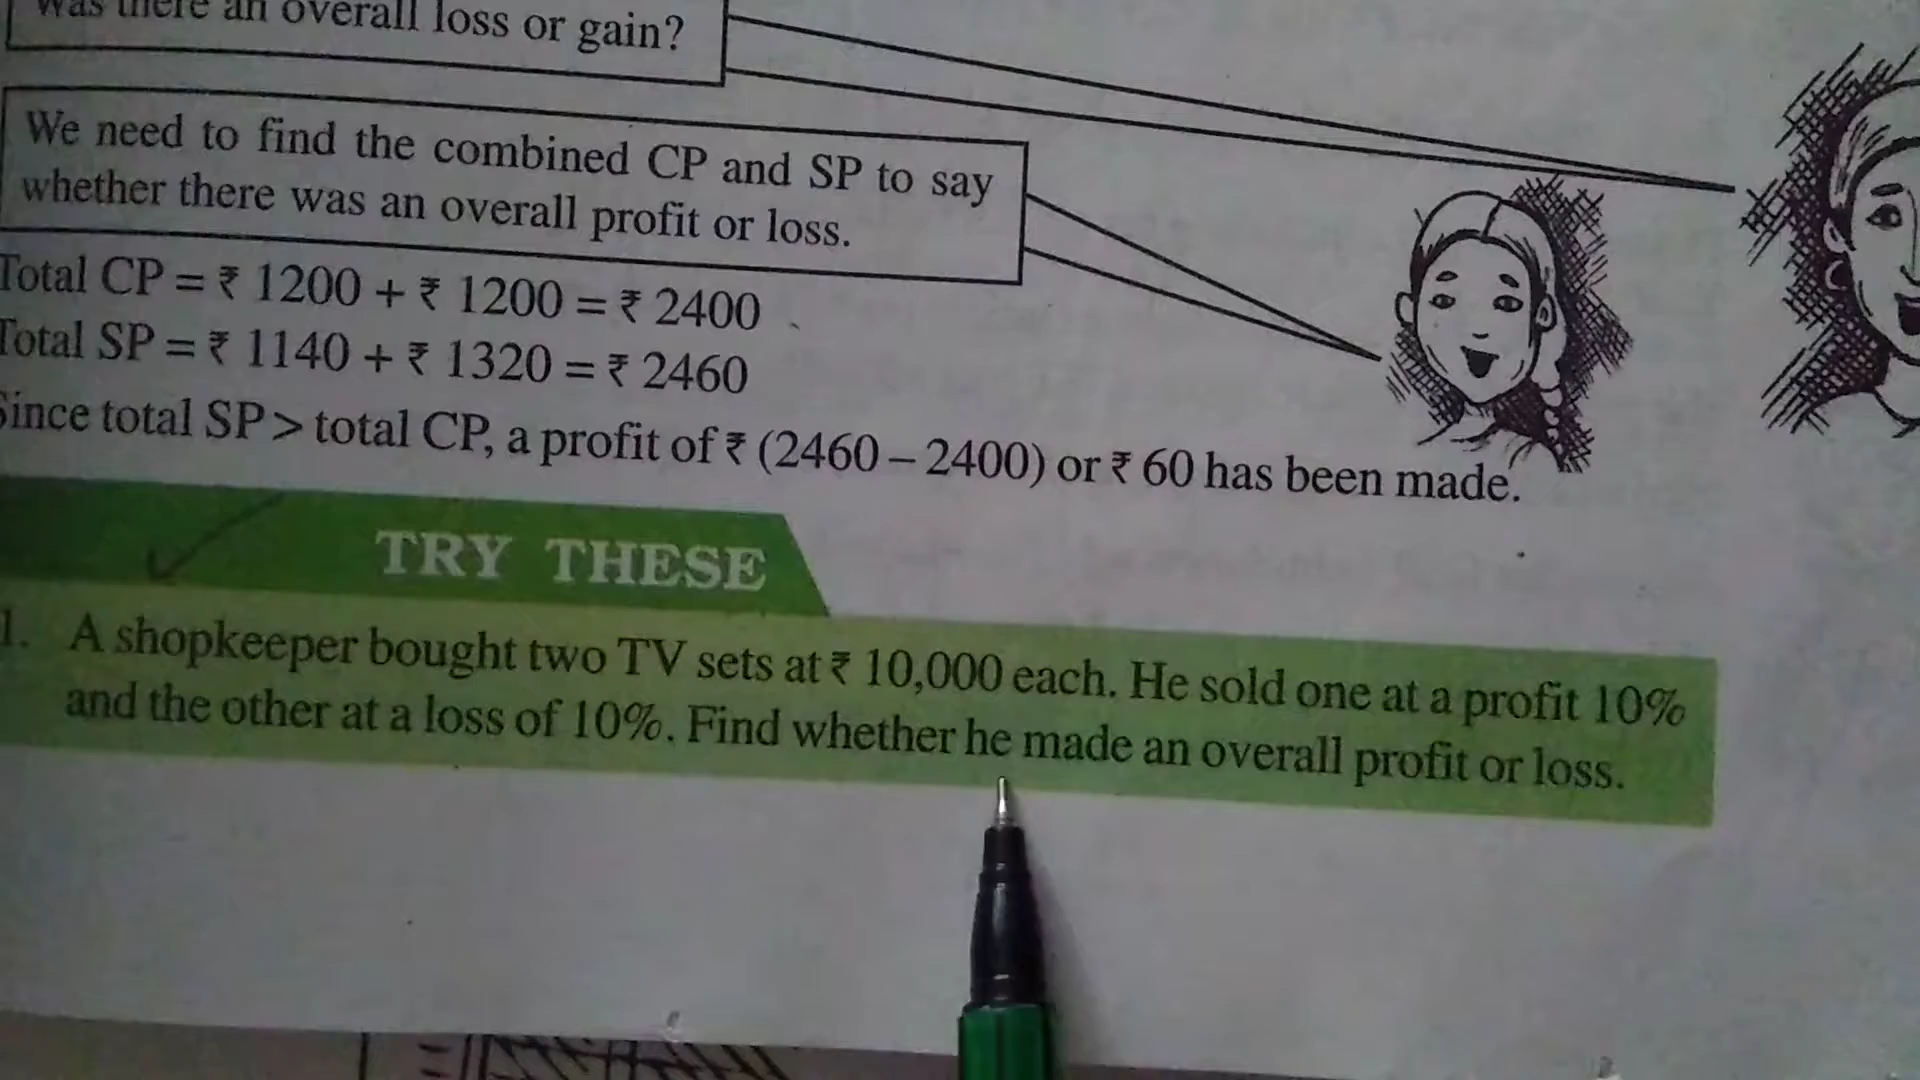 Was there an overall loss or gain?
We need to find the combined CP and SP to say
whether there was an overall profit or loss.
Total CP = ₹ 1200 + ₹ 1200 = ₹ 2400
Total SP = ₹ 1140 + ₹ 1320 = ₹ 2460
Since total SP > total CP, a profit of ₹ (2460 – 2400) or ₹ 60 has been made.
TRY THESE
1. A shopkeeper bought two TV sets at ₹ 10,000 each. He sold one at a profit 10%
and the other at a loss of 10%. Find whether he made an overall profit or loss.